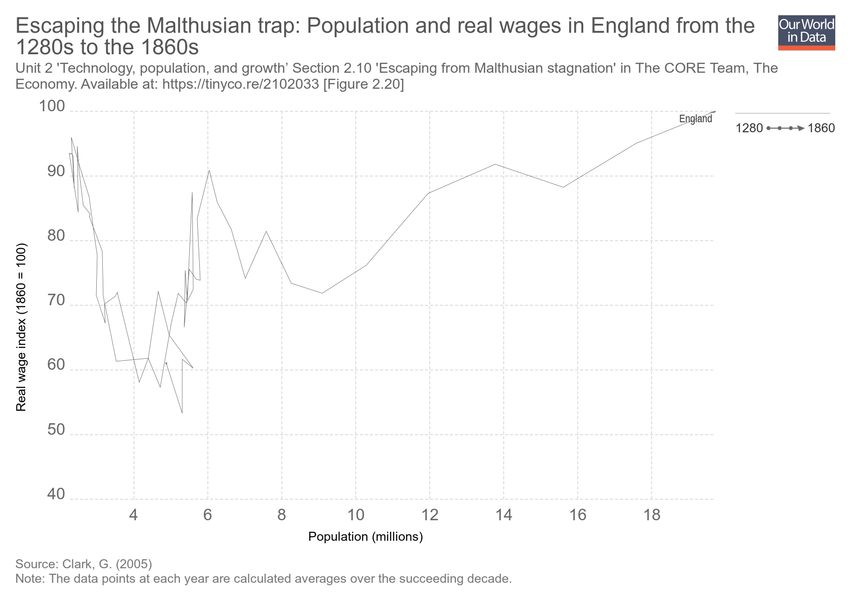 Escaping the Malthusian trap: Population and real wages in England from the
1280s to the 1860s
Our World
in Data
Unit 2 'Technology, population, and growth’ Section 2.10 'Escaping from Malthusian stagnation' in The CORE Team, The
Economy. Available at: https://tinyco.re/2102033 [Figure 2.20]
100
England
1280 1860
90
80
70
60
50
40
Real wage index (1860 = 100)
4 6 8 10 12 14 16 18
Population (millions)
Source: Clark, G. (2005)
Note: The data points at each year are calculated averages over the succeeding decade.